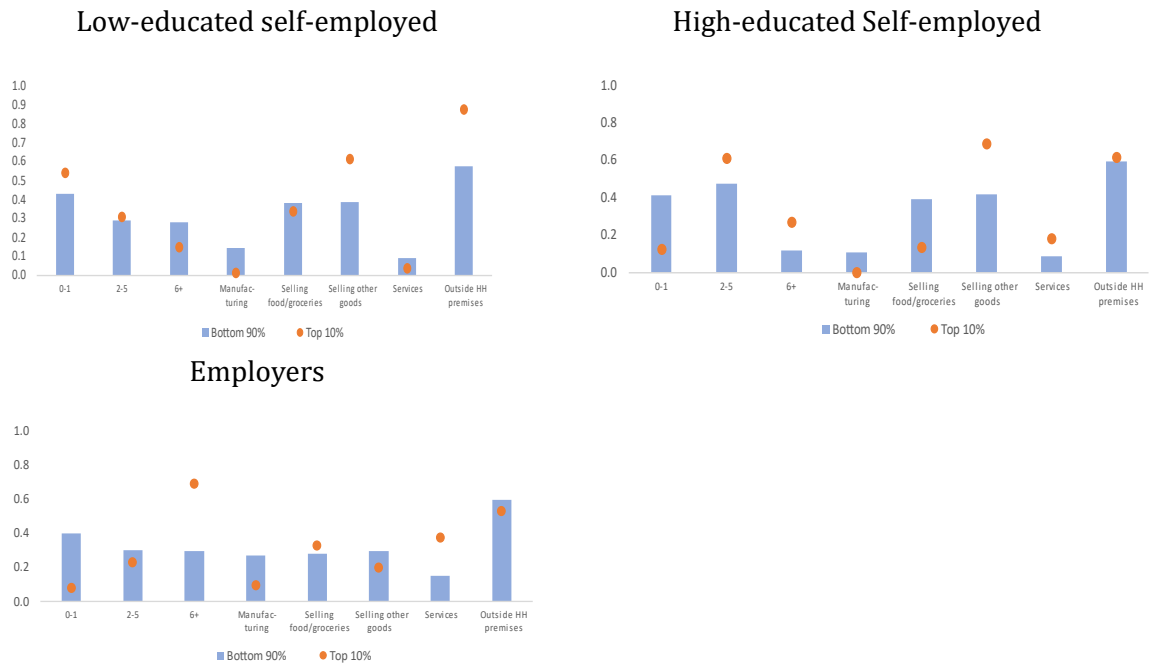 Low-educated self-employed
1.0
0.9
0.8
0.7
0.6
0.5
0.4
0.3
0.2
0.1
0.0
0-1 2-5 6+ Manufac- Selling Selling other Services Outside HH
turing food/groceries goods premises
Bottom 90% Top 10%
High-educated Self-employed
1.0
0.8
0.6
0.4
0.2
0.0
0-1 2-5 6+ Manufac- Selling Selling other Services Outside HH
turing food/groceries goods premises
Bottom 90% Top 10%
Employers
1.0
0.8
0.6
0.4
0.2
0.0
0-1 2-5 6+ Manufac- Selling Selling other Services Outside HH
turing food/groceries goods premises
Bottom 90% Top 10%